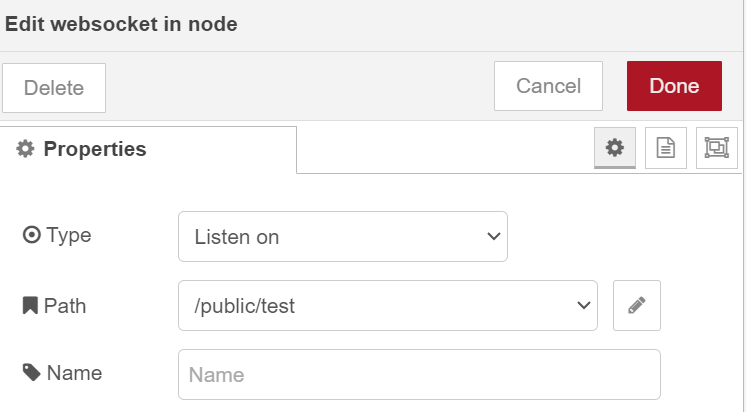 Edit websocket in node
Delete
Cancel
Done
Properties
Type
Listen on
Path
/public/test
Name
Name